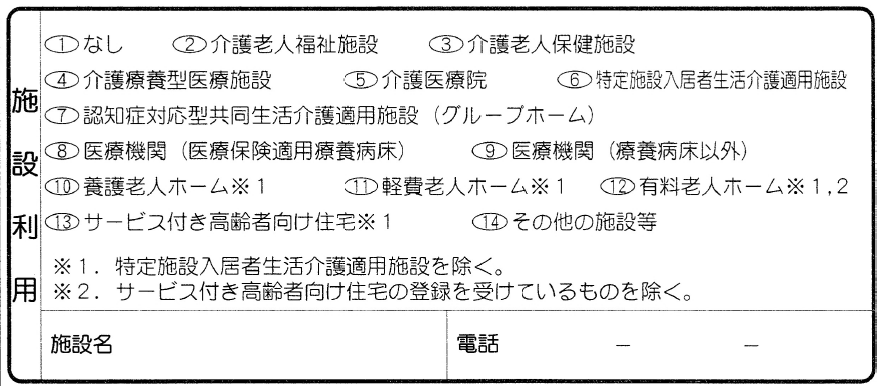 施設利用
①なし ②介護老人福祉施設 ③介護老人保健施設
④介護療養型医療施設 ⑤介護医療院 ⑥特定施設入居者生活介護適用施設
⑦認知症対応型共同生活介護適用施設（グループホーム）
⑧医療機関（医療保険適用療養病床） ⑨医療機関（療養病床以外）
⑩養護老人ホーム※1 ⑪軽費老人ホーム※1 ⑫有料老人ホーム※1,2
⑬サービス付き高齢者向け住宅※1 ⑭その他の施設等
※1．特定施設入居者生活介護適用施設を除く。
※2．サービス付き高齢者向け住宅の登録を受けているものを除く。
施設名 電話 － －